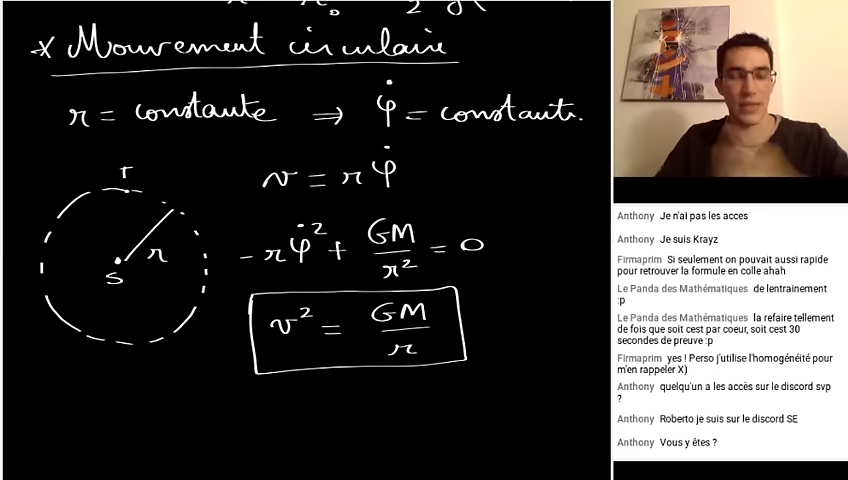 * Mouvement circulaire
r = constante ⇒ φ̇ = constante.
v = r φ̇
T
r
S
- r φ̇² + GM/r² = 0
v² = GM/r
Anthony Je n'ai pas les acces
Anthony Je suis Krayz
Firmaprim Si seulement on pouvait aussi rapide
pour retrouver la formule en colle ahah
Le Panda des Mathématiques de lentrainement
:p
Le Panda des Mathématiques la refaire tellement
de fois que soit cest par coeur, soit cest 30
secondes de preuve :p
Firmaprim yes ! Perso j'utilise l'homogénéité pour
m'en rappeler X)
Anthony quelqu'un a les accès sur le discord svp
?
Anthony Roberto je suis sur le discord SE
Anthony Vous y êtes ?